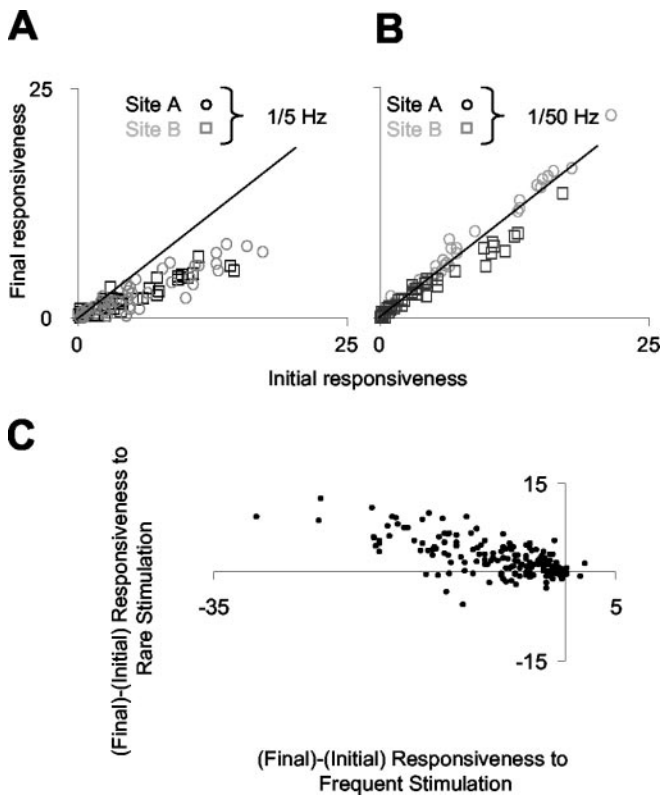 A
B
25
Site A
Site B
1/5 Hz
Site A
Site B
1/50 Hz
Final responsiveness
0
0
25
0
25
Initial responsiveness
C
15
-35
5
-15
(Final)-(Initial) Responsiveness to
Rare Stimulation
(Final)-(Initial) Responsiveness to
Frequent Stimulation